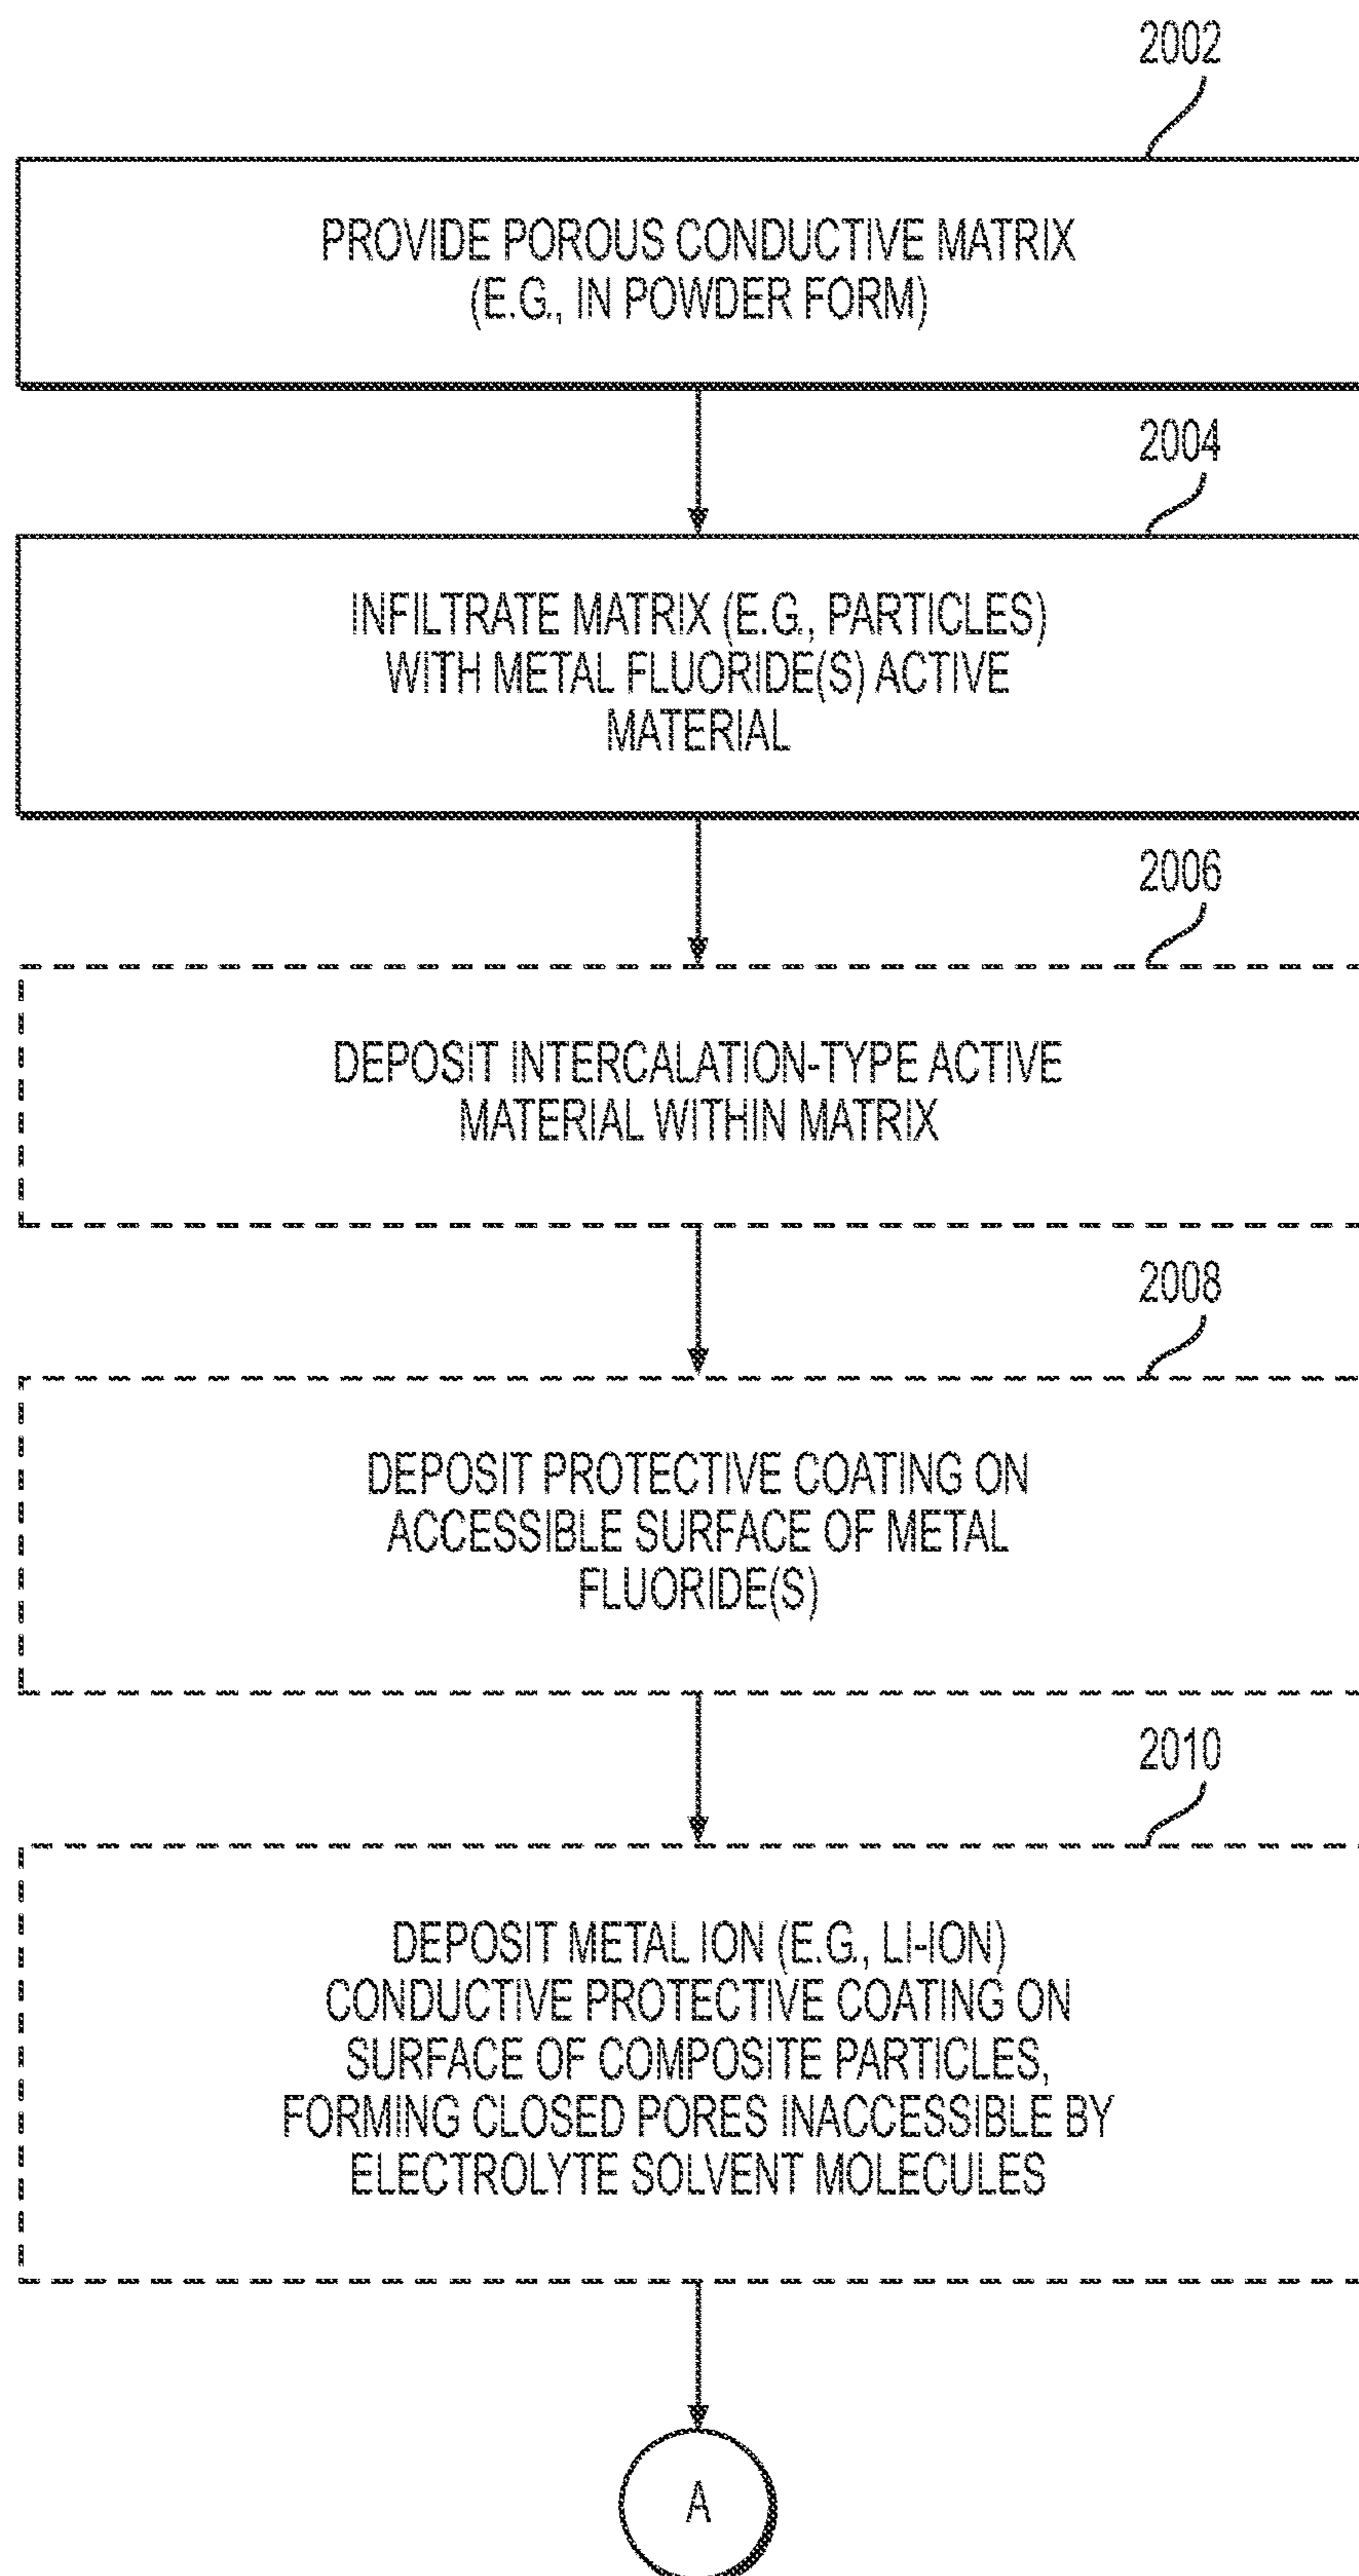 2002
PROVIDE POROUS CONDUCTIVE MATRIX
(E.G., IN POWDER FORM)
2004
INFILTRATE MATRIX (E.G., PARTICLES)
WITH METAL FLUORIDE(S) ACTIVE
MATERIAL
2006
DEPOSIT INTERCALATION-TYPE ACTIVE
MATERIAL WITHIN MATRIX
2008
DEPOSIT PROTECTIVE COATING ON
ACCESSIBLE SURFACE OF METAL
FLUORIDE(S)
2010
DEPOSIT METAL ION (E.G., LI-ION)
CONDUCTIVE PROTECTIVE COATING ON
SURFACE OF COMPOSITE PARTICLES,
FORMING CLOSED PORES INACCESSIBLE BY
ELECTROLYTE SOLVENT MOLECULES
A